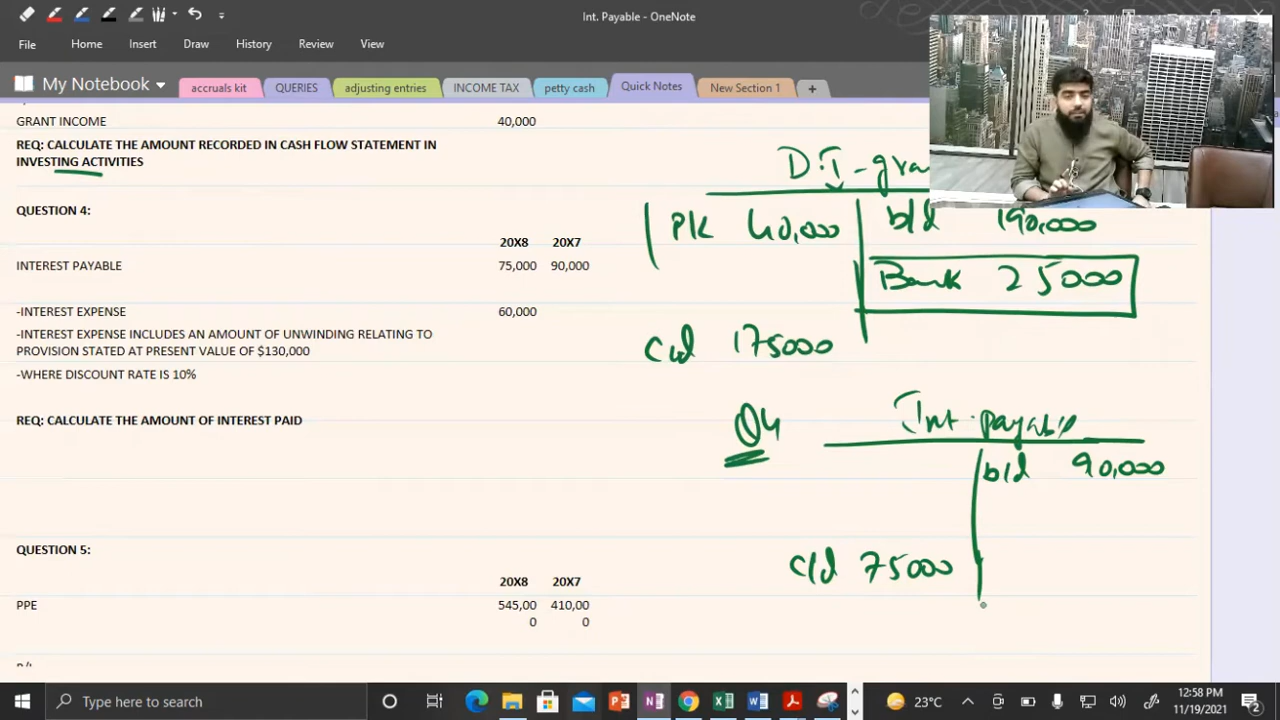 Int. Payable - OneNote
File Home Insert Draw History Review View
My Notebook
accruals kit QUERIES adjusting entries INCOME TAX petty cash Quick Notes New Section 1 +
GRANT INCOME 40,000
REQ: CALCULATE THE AMOUNT RECORDED IN CASH FLOW STATEMENT IN
INVESTING ACTIVITIES
QUESTION 4:
20X8 20X7
INTEREST PAYABLE 75,000 90,000
-INTEREST EXPENSE 60,000
-INTEREST EXPENSE INCLUDES AN AMOUNT OF UNWINDING RELATING TO
PROVISION STATED AT PRESENT VALUE OF $130,000
-WHERE DISCOUNT RATE IS 10%
REQ: CALCULATE THE AMOUNT OF INTEREST PAID
QUESTION 5:
20X8 20X7
PPE 545,00 410,00
0 0
D.I - gra
P/L 40,000 b/d 190,000
Bank 25000
c/d 175000
Q4 Int. payable
b/d 90,000
c/d 75000
Type here to search
23°C
12:58 PM
11/19/2021
2